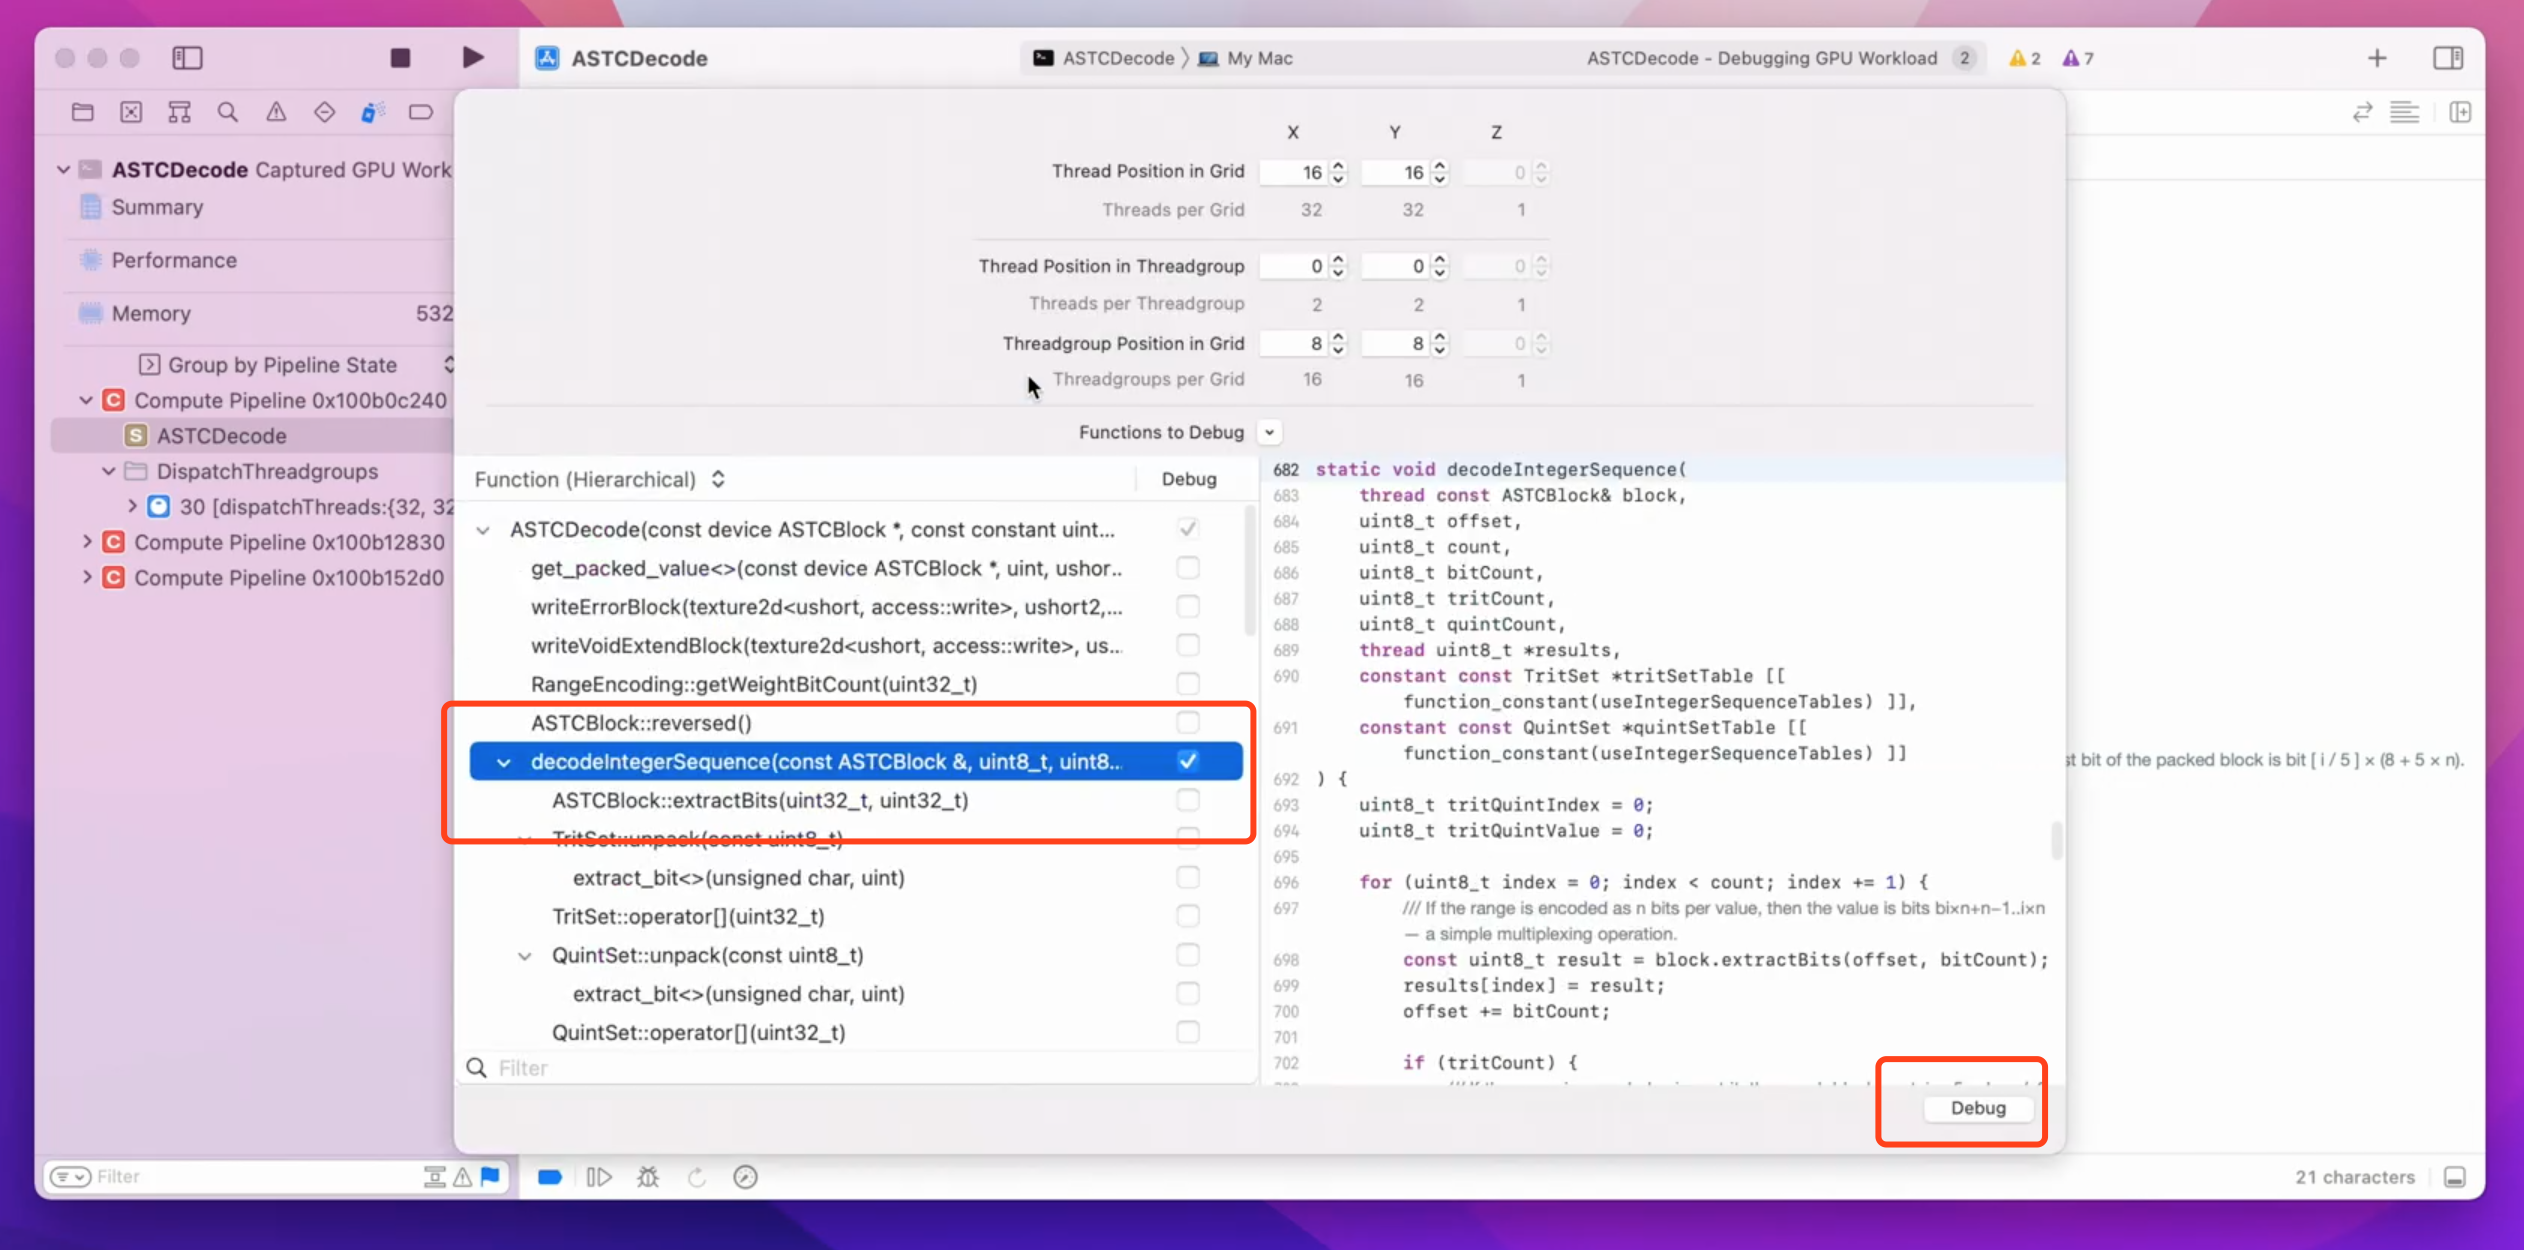 ASTCDecode
ASTCDecode 〉 My Mac
ASTCDecode - Debugging GPU Workload 2
2
7
ASTCDecode Captured GPU Work
Summary
Performance
Memory 532
Group by Pipeline State
C Compute Pipeline 0x100b0c240
S ASTCDecode
DispatchThreadgroups
30 [dispatchThreads:{32, 32
C Compute Pipeline 0x100b12830
C Compute Pipeline 0x100b152d0
Filter
X Y Z
Thread Position in Grid 16 16 0
Threads per Grid 32 32 1
Thread Position in Threadgroup 0 0 0
Threads per Threadgroup 2 2 1
Threadgroup Position in Grid 8 8 0
Threadgroups per Grid 16 16 1
Functions to Debug
Function (Hierarchical) Debug
ASTCDecode(const device ASTCBlock *, const constant uint...
get_packed_value<>(const device ASTCBlock *, uint, ushor..
writeErrorBlock(texture2d<ushort, access::write>, ushort2,...
writeVoidExtendBlock(texture2d<ushort, access::write>, us...
RangeEncoding::getWeightBitCount(uint32_t)
ASTCBlock::reversed()
decodeIntegerSequence(const ASTCBlock &, uint8_t, uint8...
ASTCBlock::extractBits(uint32_t, uint32_t)
TritSet::unpack(const uint8_t)
extract_bit<>(unsigned char, uint)
TritSet::operator[](uint32_t)
QuintSet::unpack(const uint8_t)
extract_bit<>(unsigned char, uint)
QuintSet::operator[](uint32_t)
Filter
682 static void decodeIntegerSequence(
683 thread const ASTCBlock& block,
684 uint8_t offset,
685 uint8_t count,
686 uint8_t bitCount,
687 uint8_t tritCount,
688 uint8_t quintCount,
689 thread uint8_t *results,
690 constant const TritSet *tritSetTable [[
function_constant(useIntegerSequenceTables) ]],
691 constant const QuintSet *quintSetTable [[
function_constant(useIntegerSequenceTables) ]]
692 ) {
693 uint8_t tritQuintIndex = 0;
694 uint8_t tritQuintValue = 0;
695
696 for (uint8_t index = 0; index < count; index += 1) {
697 /// If the range is encoded as n bits per value, then the value is bits bi×n+n−1..i×n
— a simple multiplexing operation.
698 const uint8_t result = block.extractBits(offset, bitCount);
699 results[index] = result;
700 offset += bitCount;
701
702 if (tritCount) {
Debug
st bit of the packed block is bit [ i / 5 ] × (8 + 5 × n).
21 characters